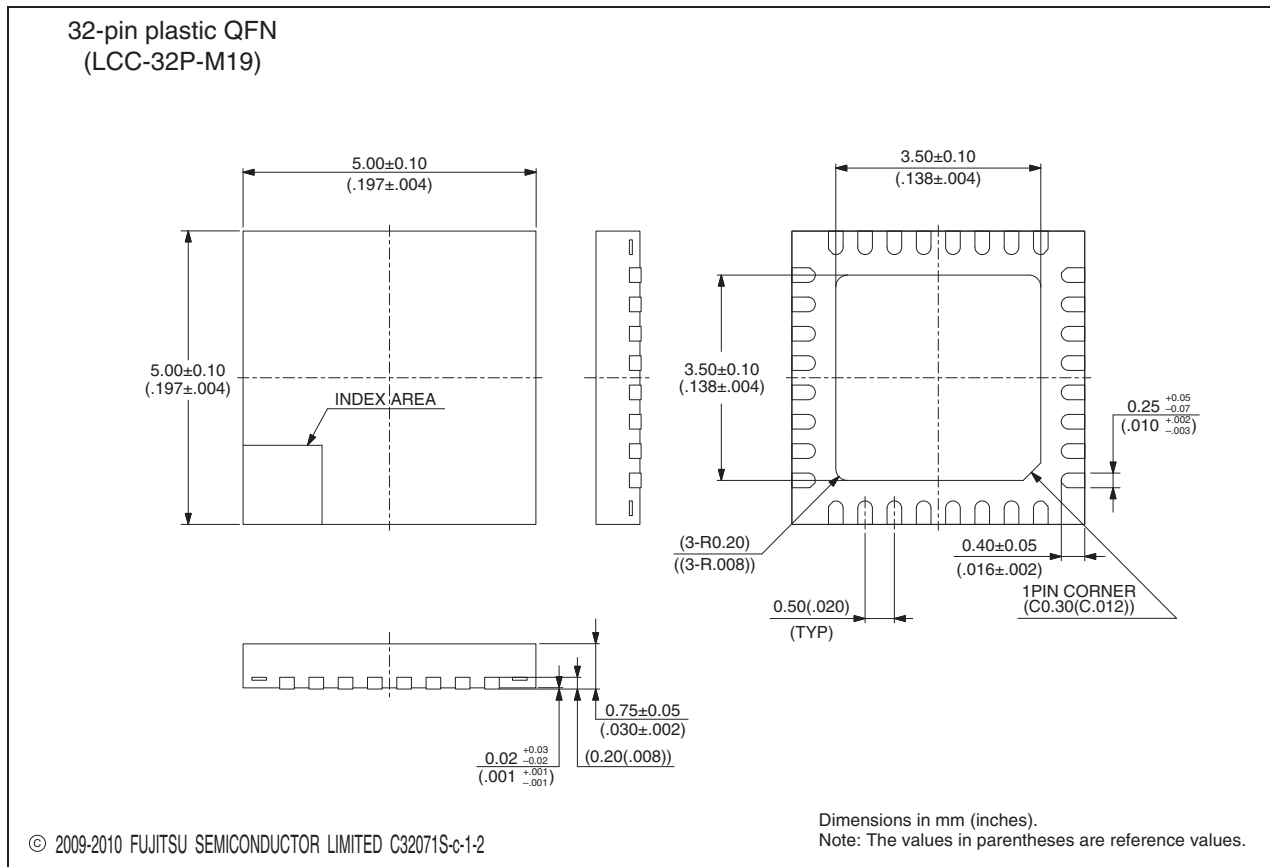 32-pin plastic QFN
(LCC-32P-M19)
5.00±0.10
(.197±.004)
3.50±0.10
(.138±.004)
5.00±0.10
(.197±.004)
INDEX AREA
3.50±0.10
(.138±.004)
0.25 +0.05 −0.07
(.010 +.002 −.003)
(3-R0.20)
((3-R.008))
0.40±0.05
(.016±.002)
0.50(.020)
(TYP)
1PIN CORNER
(C0.30(C.012))
0.75±0.05
(.030±.002)
0.02 +0.03 −0.02
(.001 +.001 −.001)
(0.20(.008))
© 2009-2010 FUJITSU SEMICONDUCTOR LIMITED C32071S-c-1-2
Dimensions in mm (inches).
Note: The values in parentheses are reference values.